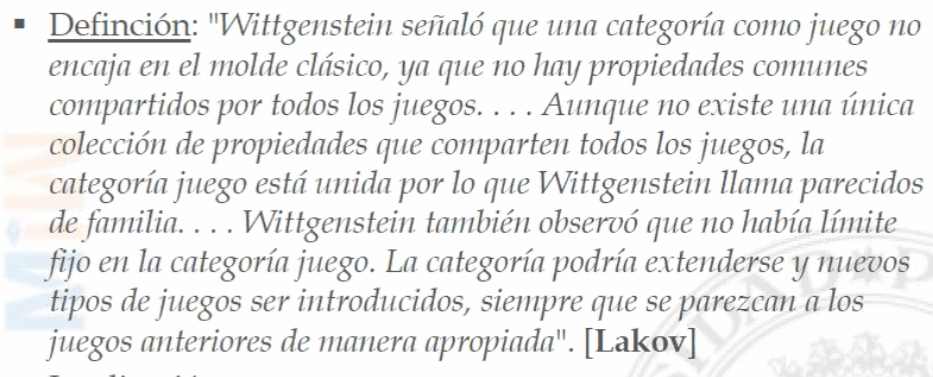 ▪ Definción: "Wittgenstein señaló que una categoría como juego no
encaja en el molde clásico, ya que no hay propiedades comunes
compartidos por todos los juegos. . . . Aunque no existe una única
colección de propiedades que comparten todos los juegos, la
categoría juego está unida por lo que Wittgenstein llama parecidos
de familia. . . . Wittgenstein también observó que no había límite
fijo en la categoría juego. La categoría podría extenderse y nuevos
tipos de juegos ser introducidos, siempre que se parezcan a los
juegos anteriores de manera apropiada". [Lakov]